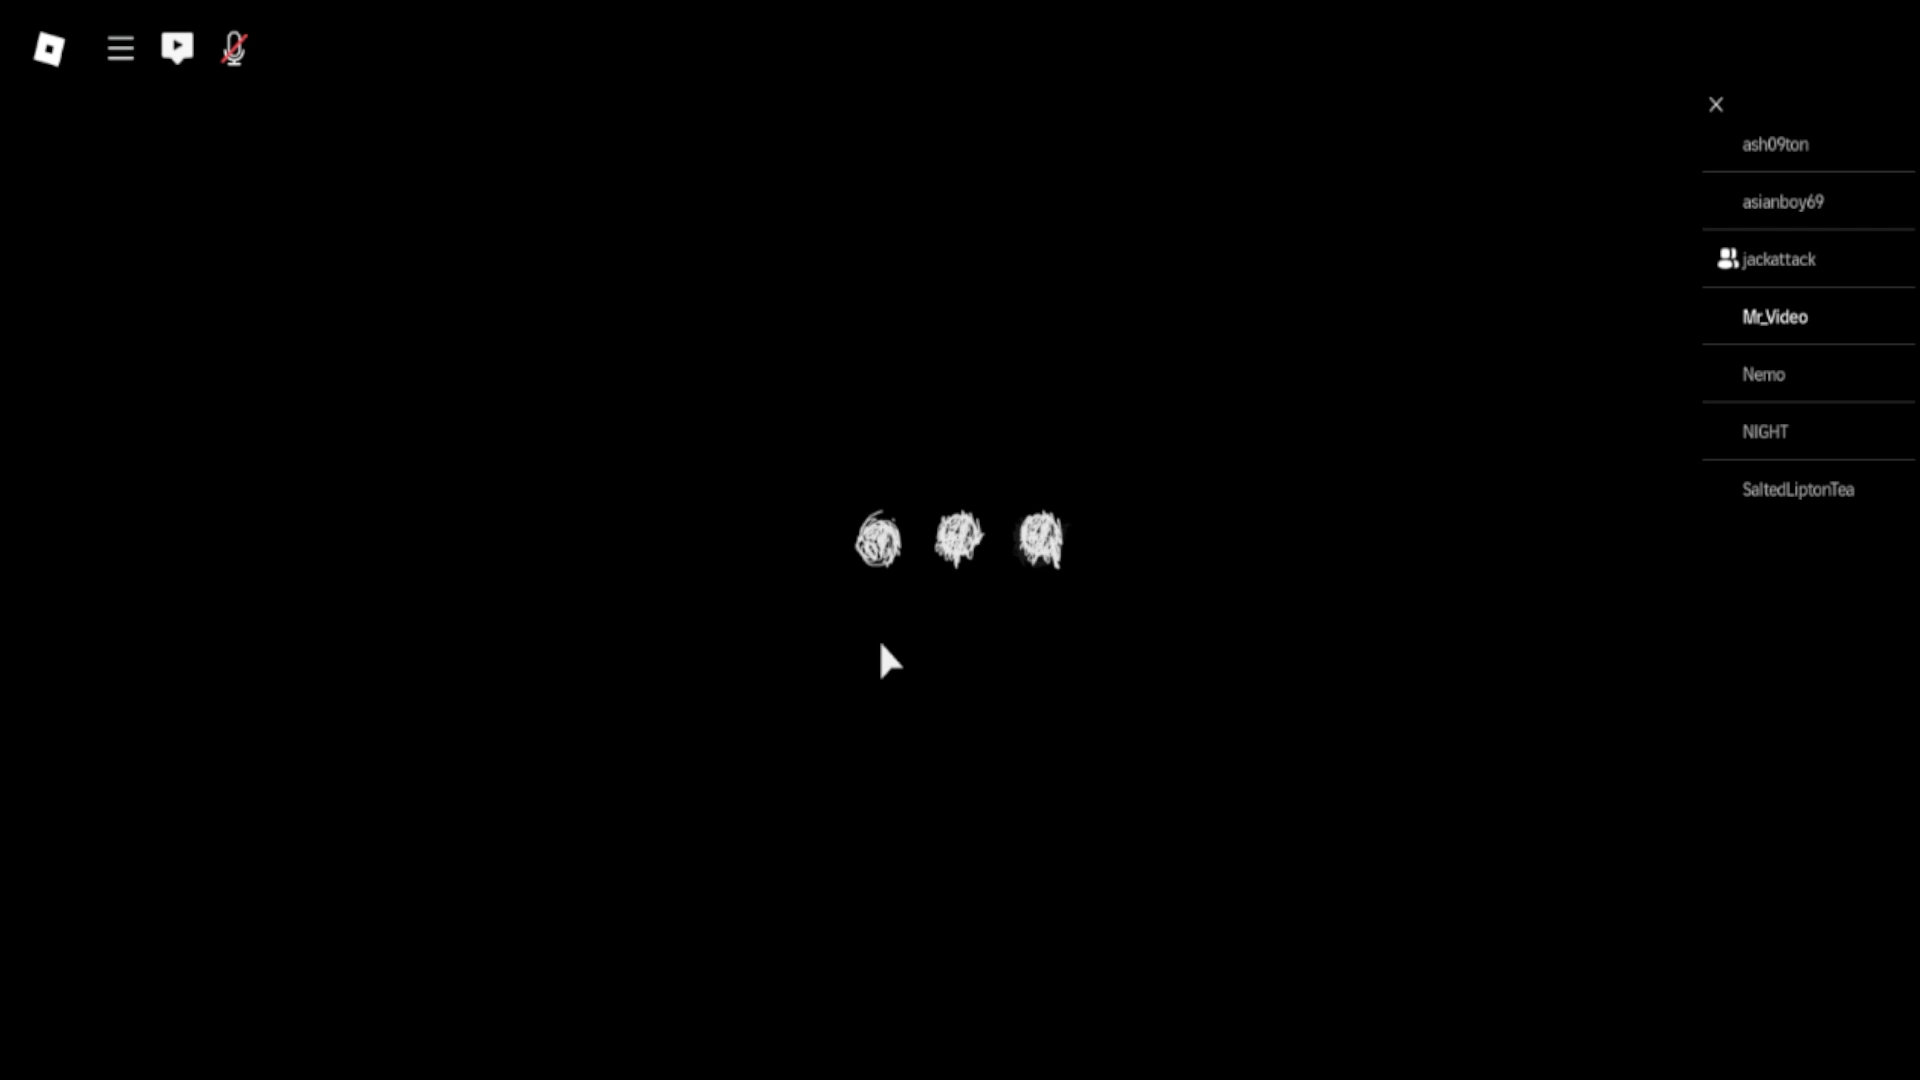 ash09ton
asianboy69
jackattack
Mr_Video
Nemo
NIGHT
SaltedLiptonTea